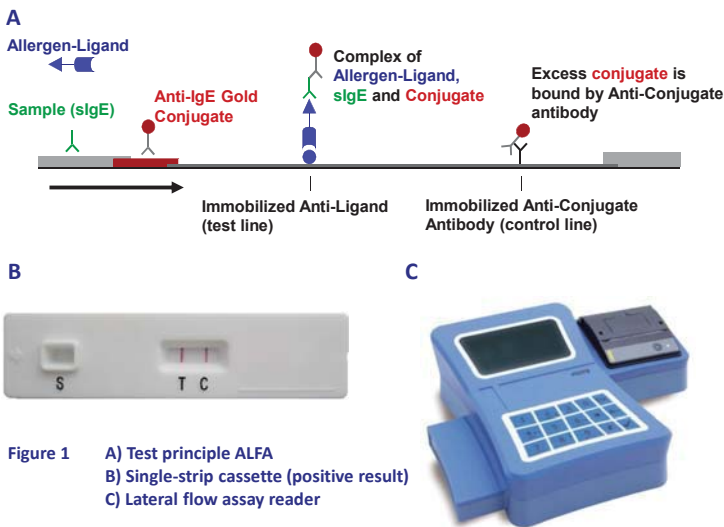 A
Allergen-Ligand
Sample (sIgE)
Anti-IgE Gold
Conjugate
Complex of
Allergen-Ligand,
sIgE and Conjugate
Excess conjugate is
bound by Anti-Conjugate
antibody
Immobilized Anti-Ligand
(test line)
Immobilized Anti-Conjugate
Antibody (control line)
B
S
T C
C
Figure 1 A) Test principle ALFA
B) Single-strip cassette (positive result)
C) Lateral flow assay reader